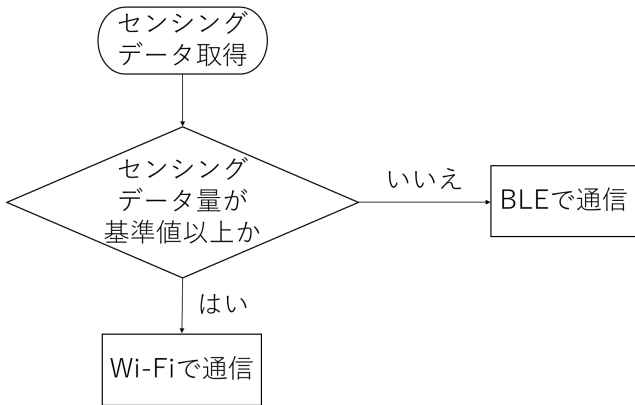 センシング
データ取得
センシング
データ量が
基準値以上か
いいえ
BLEで通信
はい
Wi-Fiで通信